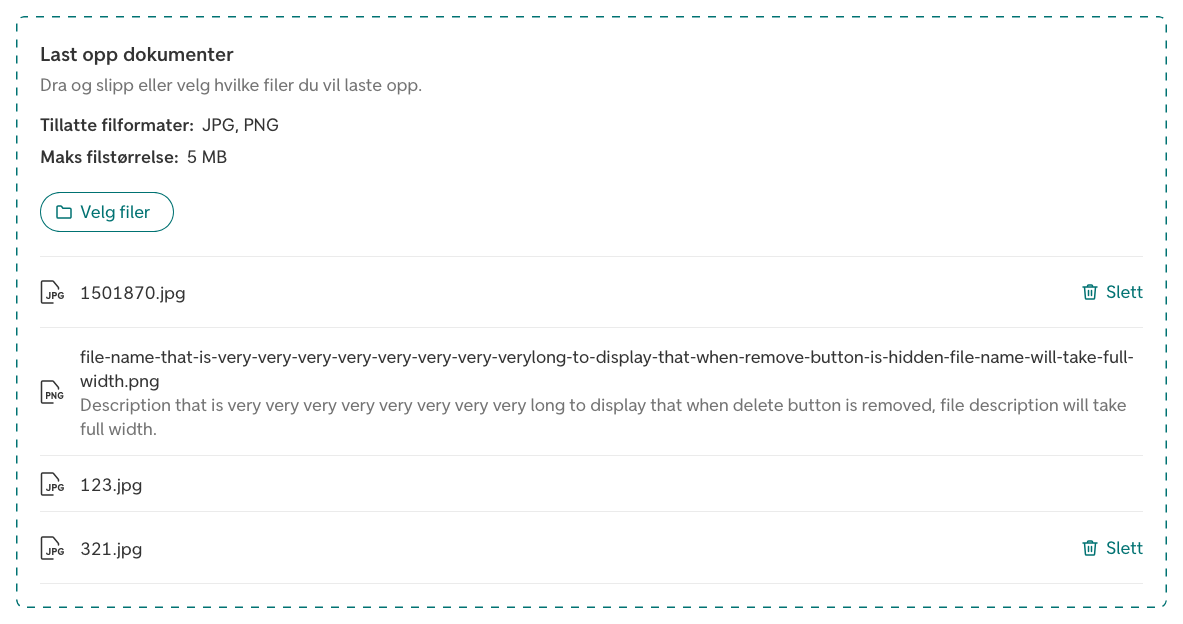 Last opp dokumenter
Dra og slipp eller velg hvilke filer du vil laste opp.
Tillatte filformater: JPG, PNG
Maks filstørrelse: 5 MB
Velg filer
JPG 1501870.jpg Slett
file-name-that-is-very-very-very-very-very-very-very-verylong-to-display-that-when-remove-button-is-hidden-file-name-will-take-full-
width.png
PNG
Description that is very very very very very very very very long to display that when delete button is removed, file description will take
full width.
JPG 123.jpg
JPG 321.jpg Slett